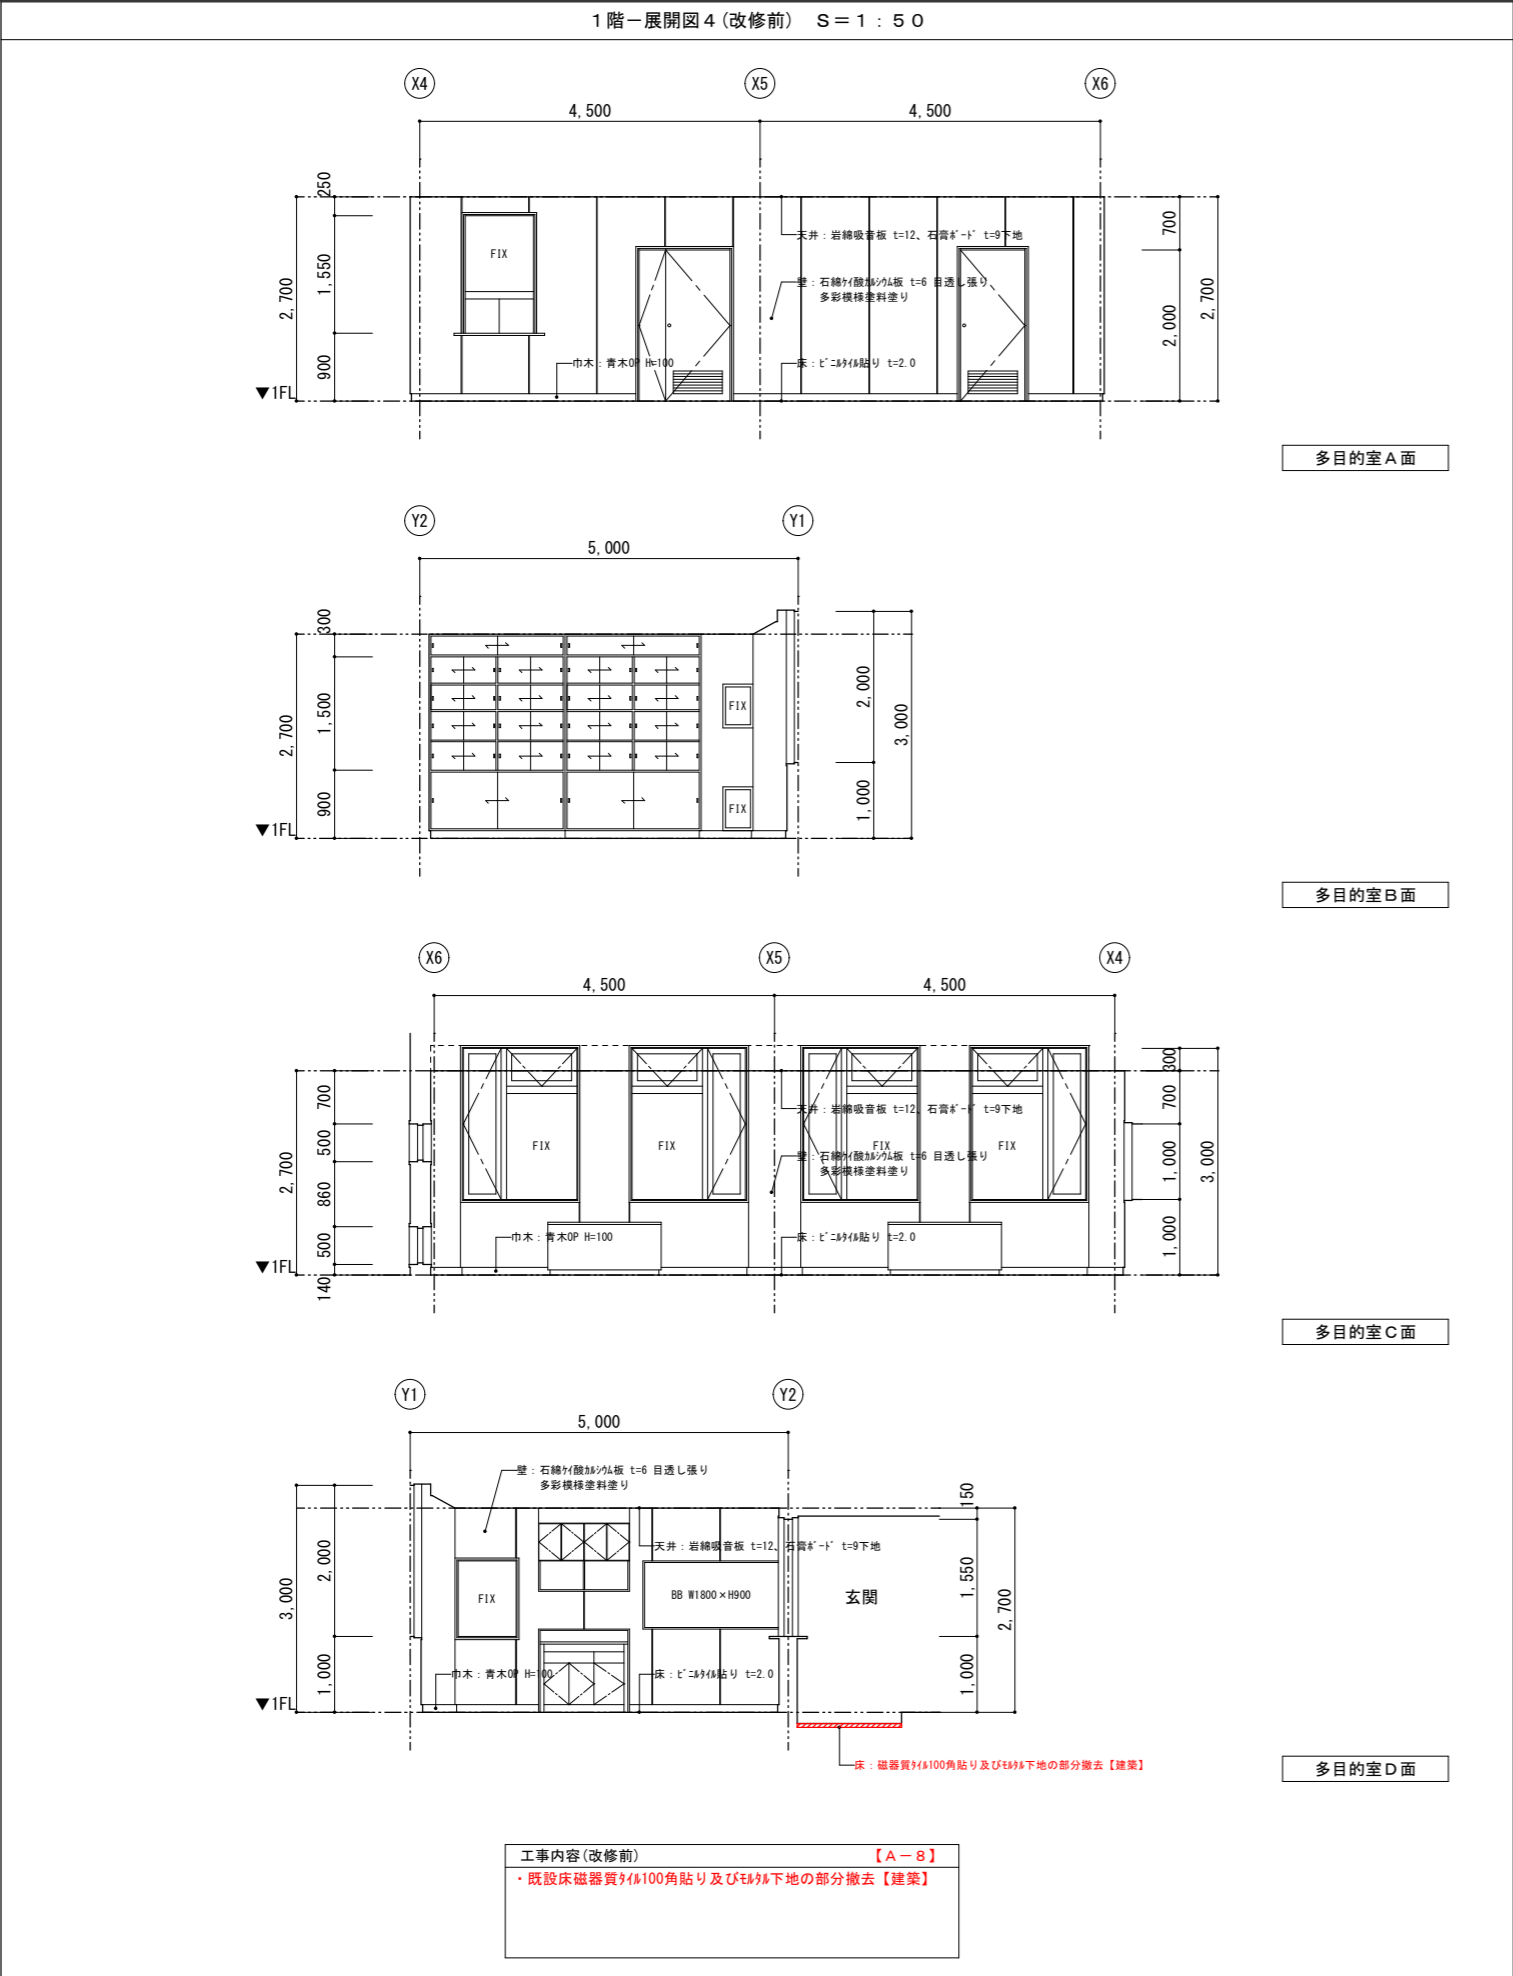 1階－展開図４(改修前)　Ｓ＝１：５０
X4
X5
X6
4,500
4,500
250
1,550
900
2,700
700
2,000
2,700
FIX
天井：岩綿吸音板 t=12、石膏ﾎﾞｰﾄﾞ t=9下地
壁：石綿ｹｲ酸ｶﾙｼｳﾑ板 t=6 目透し張り
多彩模様塗料塗り
巾木：青木OP H=100
床：ﾋﾞﾆﾙﾀｲﾙ貼り t=2.0
▼1FL
多目的室Ａ面
Y2
Y1
5,000
300
1,500
900
2,700
2,000
1,000
3,000
FIX
FIX
▼1FL
多目的室Ｂ面
X6
X5
X4
4,500
4,500
700
500
860
500
140
2,700
300
700
1,000
1,000
3,000
天井：岩綿吸音板 t=12、石膏ﾎﾞｰﾄﾞ t=9下地
FIX
FIX
FIX
FIX
壁：石綿ｹｲ酸ｶﾙｼｳﾑ板 t=6 目透し張り
多彩模様塗料塗り
巾木：青木OP H=100
床：ﾋﾞﾆﾙﾀｲﾙ貼り t=2.0
▼1FL
多目的室Ｃ面
Y1
Y2
5,000
壁：石綿ｹｲ酸ｶﾙｼｳﾑ板 t=6 目透し張り
多彩模様塗料塗り
2,000
1,000
3,000
150
1,550
1,000
2,700
天井：岩綿吸音板 t=12、石膏ﾎﾞｰﾄﾞ t=9下地
FIX
BB W1800×H900
玄関
巾木：青木OP H=100
床：ﾋﾞﾆﾙﾀｲﾙ貼り t=2.0
▼1FL
床：磁器質ﾀｲﾙ100角貼り及びﾓﾙﾀﾙ下地の部分撤去【建築】
多目的室Ｄ面
工事内容(改修前)　【Ａ－８】
・既設床磁器質ﾀｲﾙ100角貼り及びﾓﾙﾀﾙ下地の部分撤去【建築】